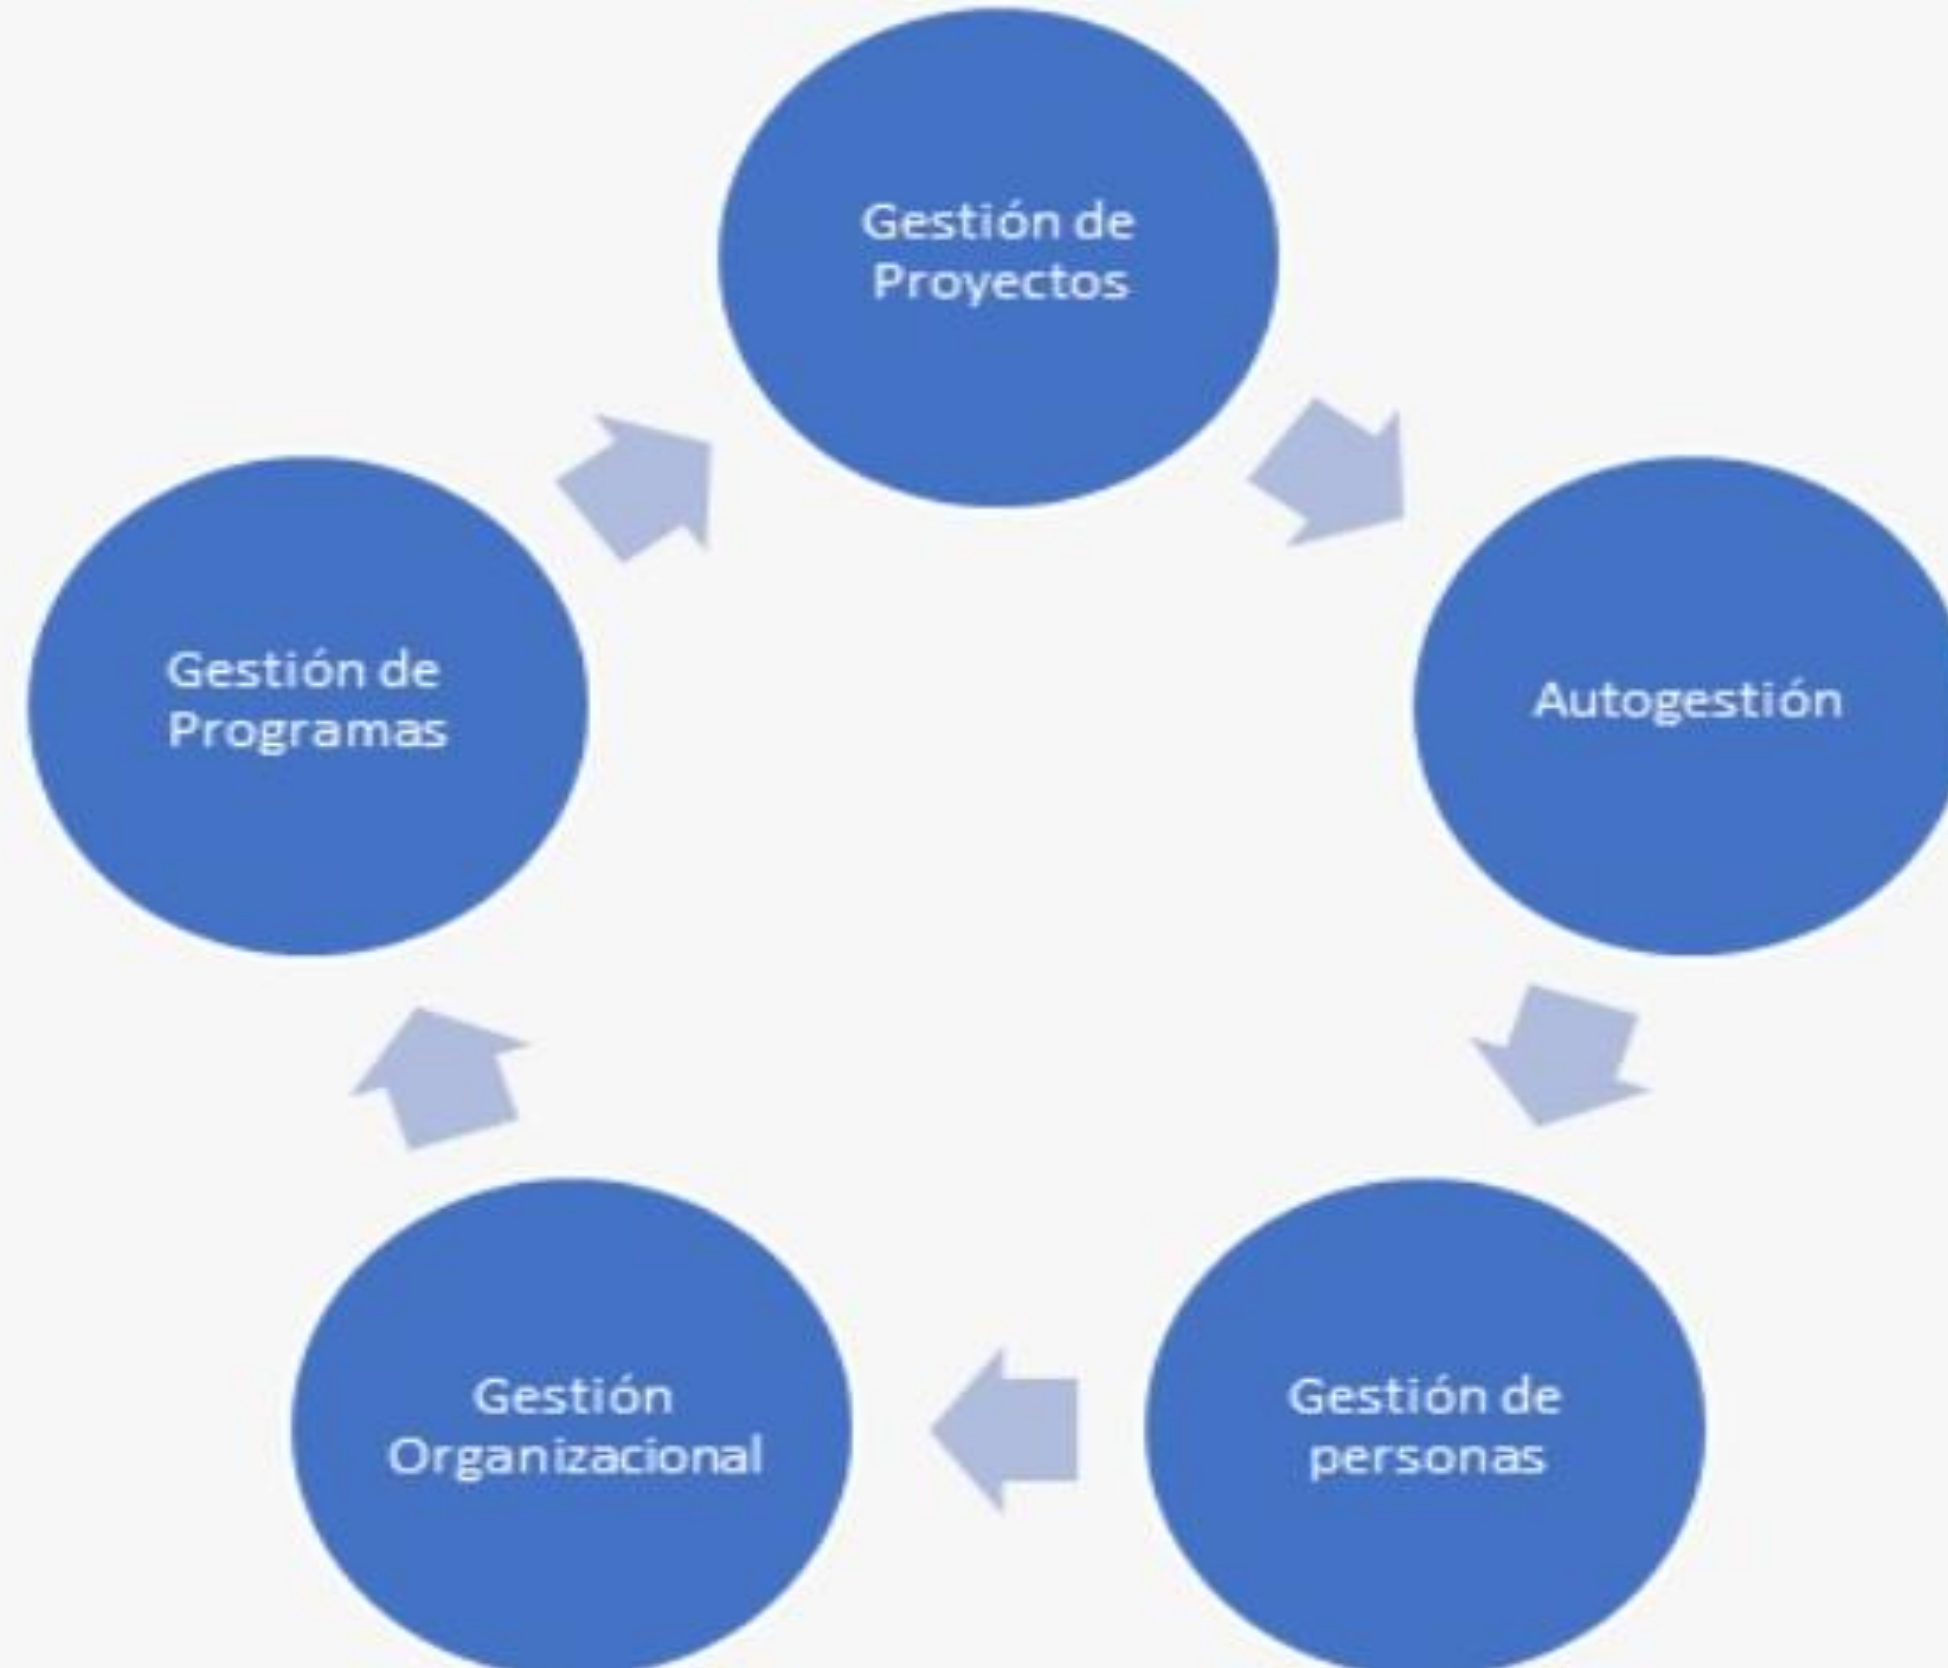 Gestión de
Proyectos
Autogestión
Gestión de
personas
Gestión
Organizacional
Gestión de
Programas